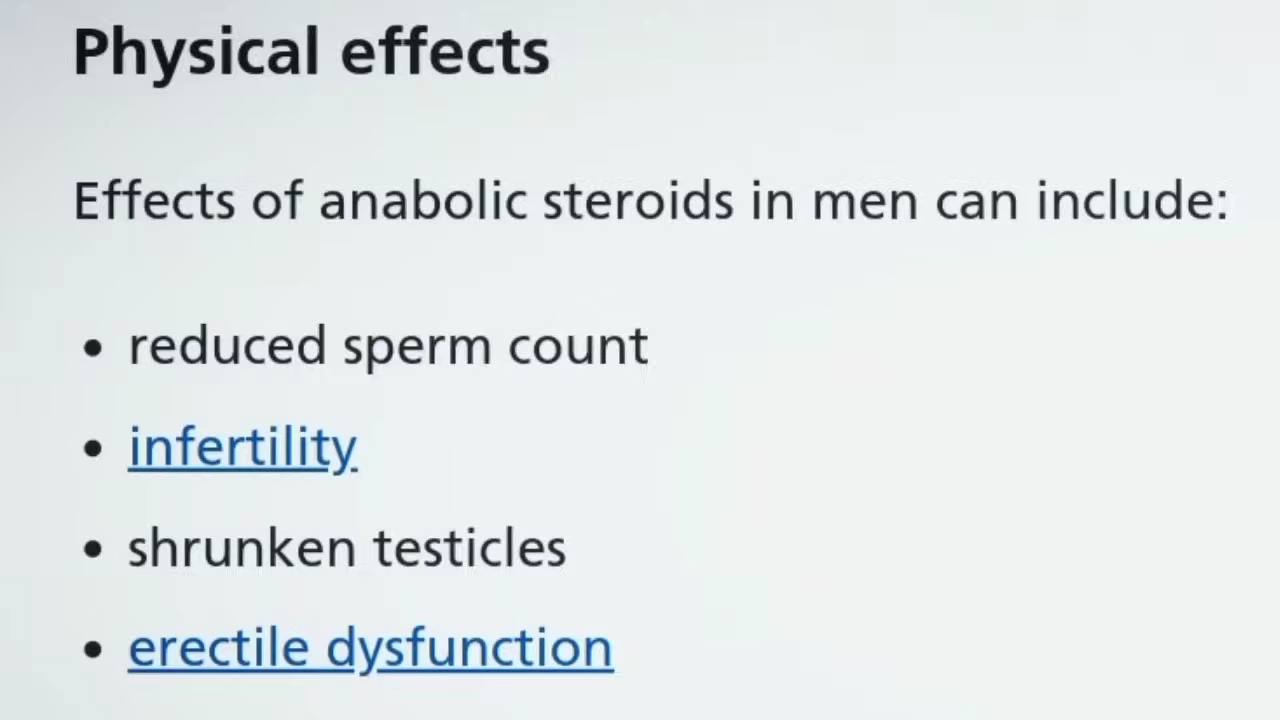 Physical effects
Effects of anabolic steroids in men can include:
• reduced sperm count
• infertility
• shrunken testicles
• erectile dysfunction